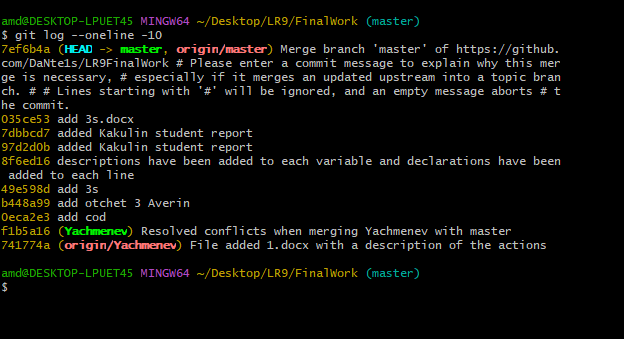 amd@DESKTOP-LPUET45 MINGW64 ~/Desktop/LR9/FinalWork (master)
$ git log --oneline -10
7ef6b4a (HEAD -> master, origin/master) Merge branch 'master' of https://github.
com/DaNte1s/LR9FinalWork # Please enter a commit message to explain why this mer
ge is necessary, # especially if it merges an updated upstream into a topic bran
ch. # # Lines starting with '#' will be ignored, and an empty message aborts # t
he commit.
035ce53 add 3s.docx
7dbbcd7 added Kakulin student report
97d2d0b added Kakulin student report
8f6ed16 descriptions have been added to each variable and declarations have been
 added to each line
49e598d add 3s
b448a99 add otchet 3 Averin
0eca2e3 add cod
f1b5a16 (Yachmenev) Resolved conflicts when merging Yachmenev with master
741774a (origin/Yachmenev) File added 1.docx with a description of the actions
amd@DESKTOP-LPUET45 MINGW64 ~/Desktop/LR9/FinalWork (master)
$